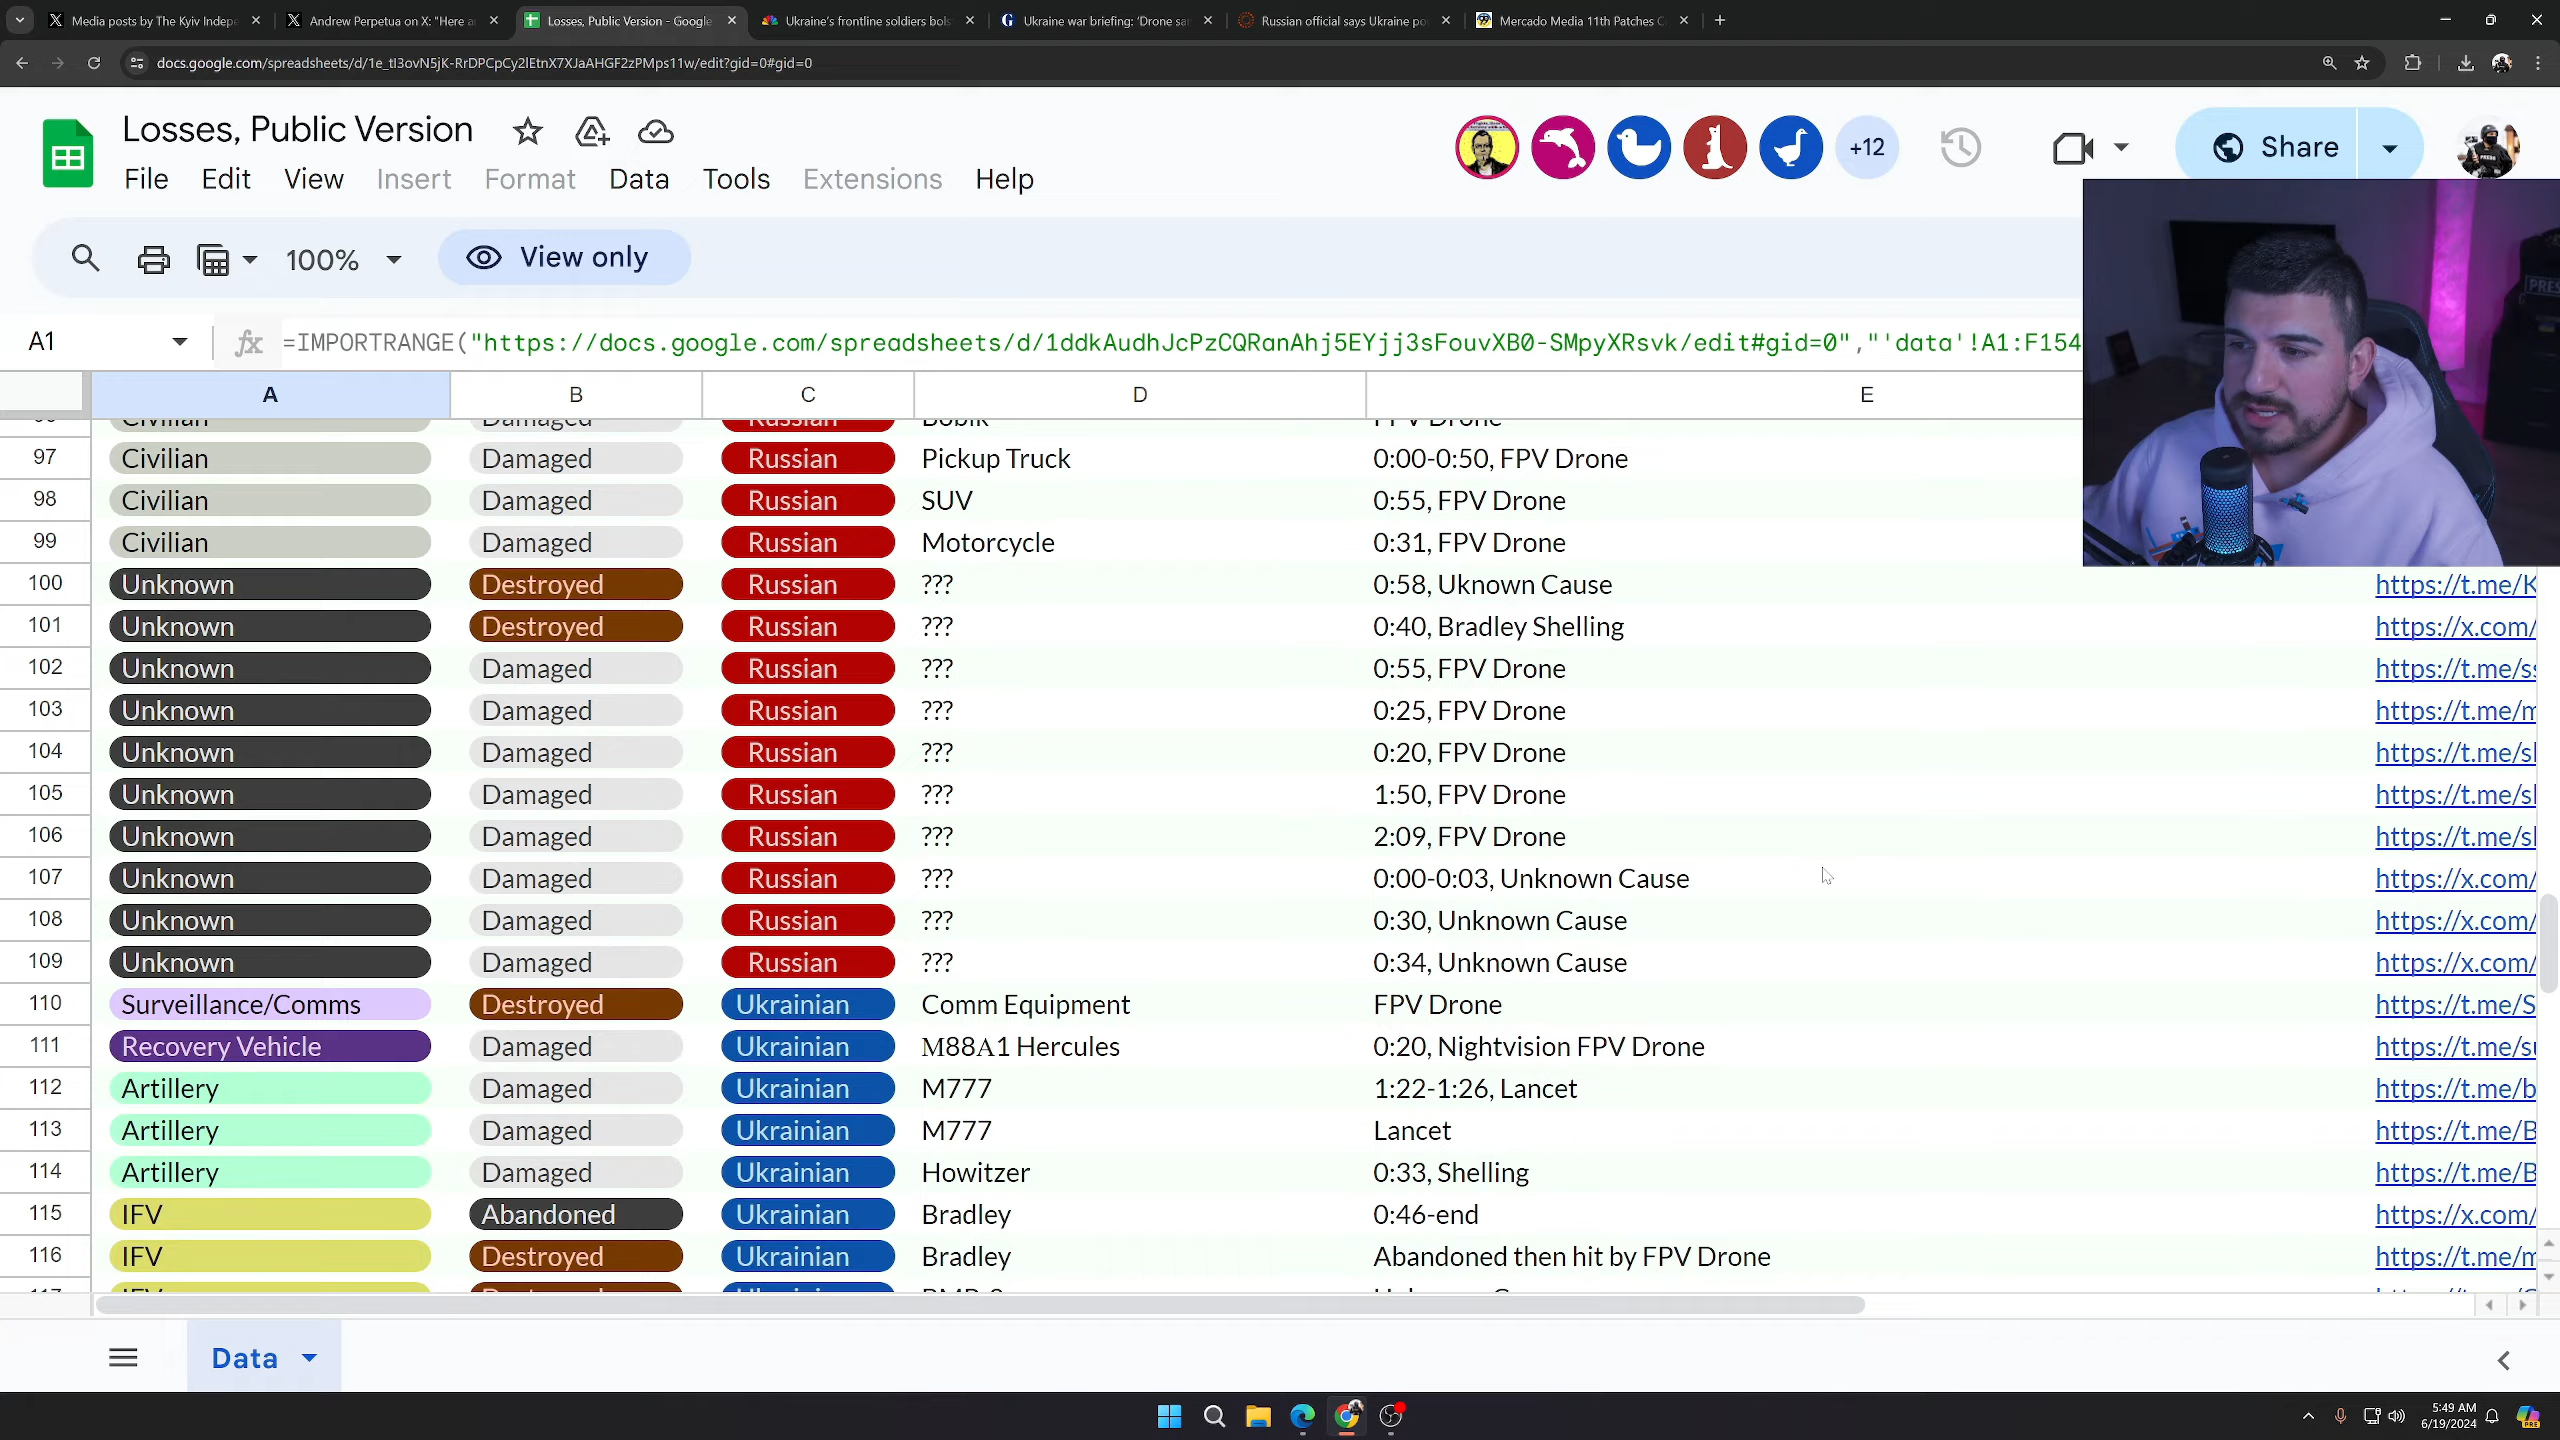 Media posts by The Kyiv Indepe
Andrew Perpetua on X: "Here a
Losses, Public Version - Google
Ukraine's frontline soldiers bols
Ukraine war briefing: 'Drone sa
Russian official says Ukraine po
Mercado Media 11th Patches C
docs.google.com/spreadsheets/d/1e_tI3ovN5jK-RrDPCpCy2lEtnX7XJaAHGF2zPMps11w/edit?gid=0#gid=0
Losses, Public Version
+12
Share
File Edit View Insert Format Data Tools Extensions Help
100%
View only
A1
=IMPORTRANGE("https://docs.google.com/spreadsheets/d/1ddkAudhJcPzCQRanAhj5EYjj3sFouvXB0-SMpyXRsvk/edit#gid=0","'data'!A1:F154
A B C D E
Civilian Damaged Russian Bobik FPV Drone
97 Civilian Damaged Russian Pickup Truck 0:00-0:50, FPV Drone
98 Civilian Damaged Russian SUV 0:55, FPV Drone
99 Civilian Damaged Russian Motorcycle 0:31, FPV Drone
100 Unknown Destroyed Russian ??? 0:58, Uknown Cause https://t.me/K
101 Unknown Destroyed Russian ??? 0:40, Bradley Shelling https://x.com/
102 Unknown Damaged Russian ??? 0:55, FPV Drone https://t.me/ss
103 Unknown Damaged Russian ??? 0:25, FPV Drone https://t.me/m
104 Unknown Damaged Russian ??? 0:20, FPV Drone https://t.me/sl
105 Unknown Damaged Russian ??? 1:50, FPV Drone https://t.me/sl
106 Unknown Damaged Russian ??? 2:09, FPV Drone https://t.me/sl
107 Unknown Damaged Russian ??? 0:00-0:03, Unknown Cause https://x.com/
108 Unknown Damaged Russian ??? 0:30, Unknown Cause https://x.com/
109 Unknown Damaged Russian ??? 0:34, Unknown Cause https://x.com/
110 Surveillance/Comms Destroyed Ukrainian Comm Equipment FPV Drone https://t.me/S
111 Recovery Vehicle Damaged Ukrainian M88A1 Hercules 0:20, Nightvision FPV Drone https://t.me/su
112 Artillery Damaged Ukrainian M777 1:22-1:26, Lancet https://t.me/b
113 Artillery Damaged Ukrainian M777 Lancet https://t.me/B
114 Artillery Damaged Ukrainian Howitzer 0:33, Shelling https://t.me/B
115 IFV Abandoned Ukrainian Bradley 0:46-end https://x.com/
116 IFV Destroyed Ukrainian Bradley Abandoned then hit by FPV Drone https://t.me/m
117 IFV
Data
5:49 AM
6/19/2024
PRESS